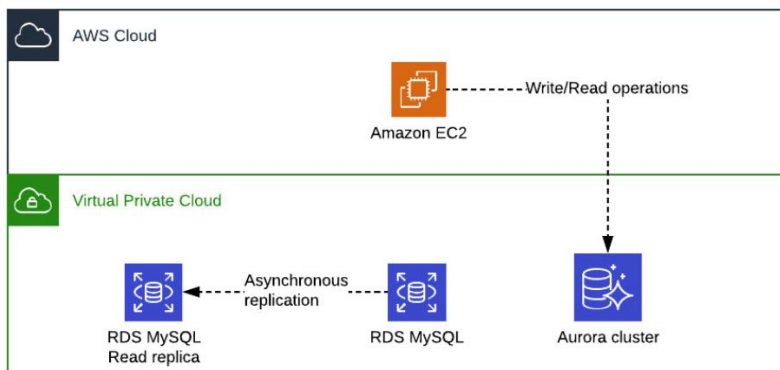 AWS Cloud
Write/Read operations
Amazon EC2
Virtual Private Cloud
Asynchronous
replication
RDS MySQL
Read replica
RDS MySQL
Aurora cluster